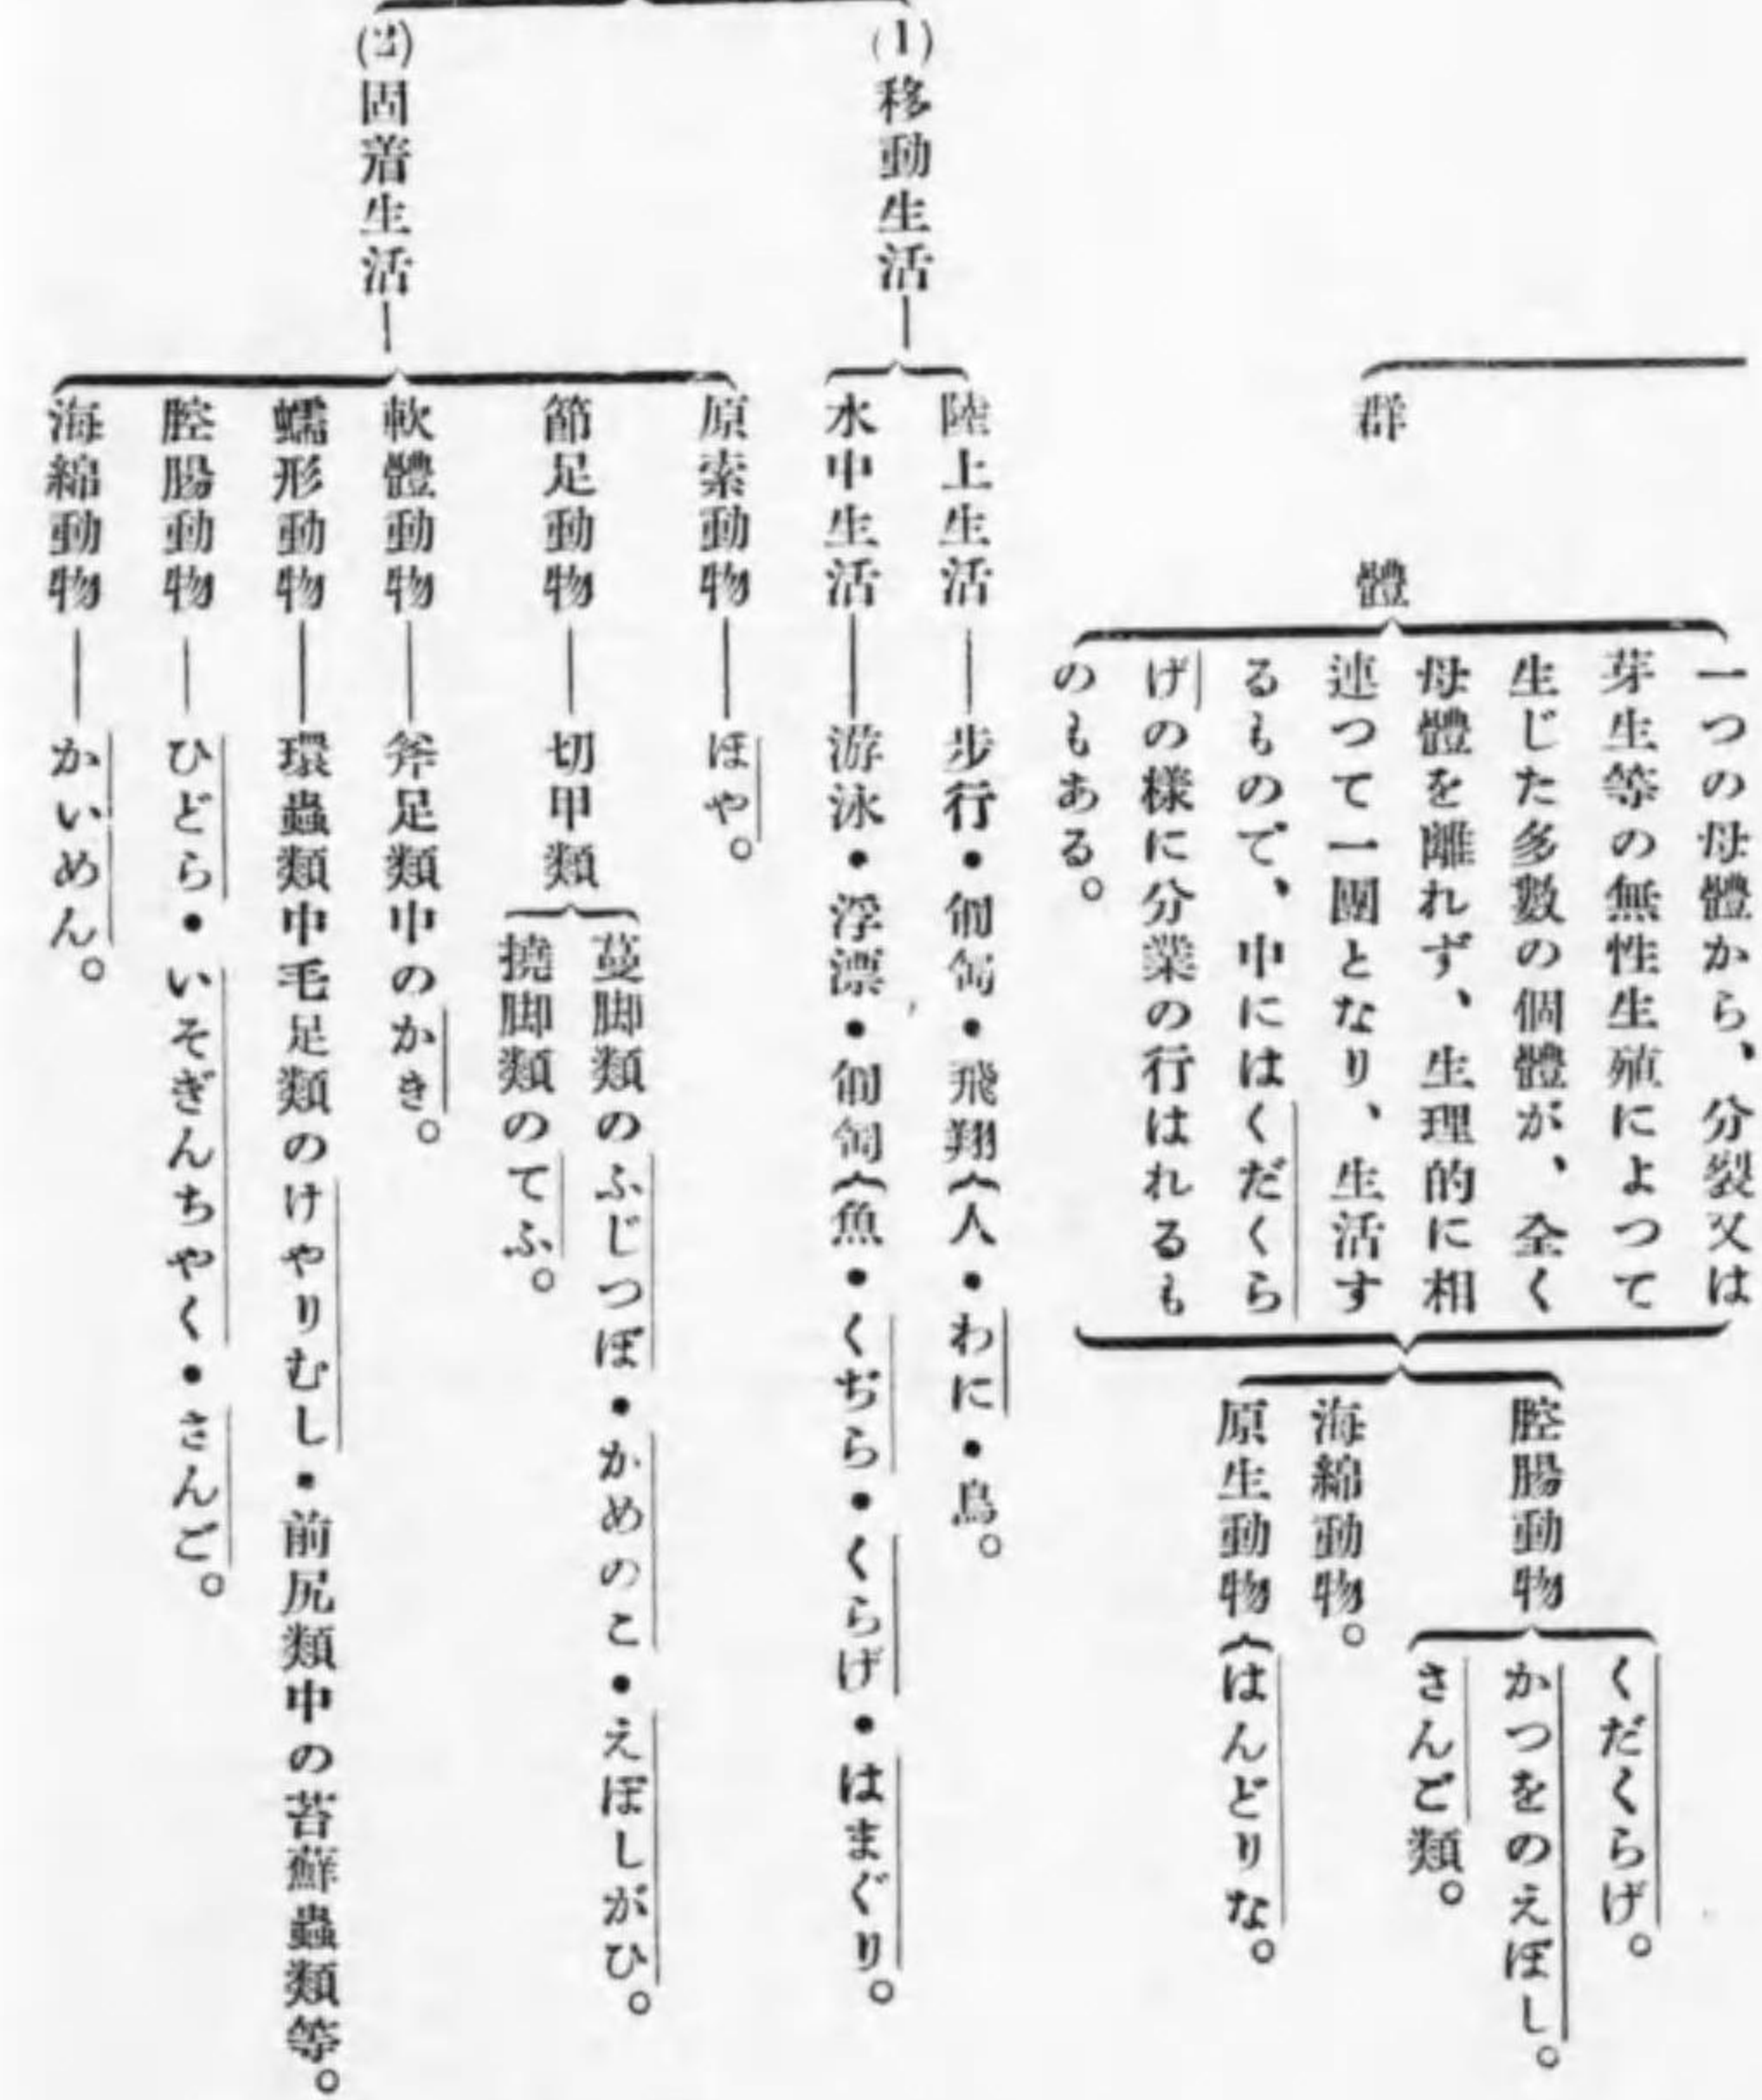 群體
一つの母體から、分裂又は
芽生等の無性生殖によつて
生じた多數の個體が、全く
母體を離れず、生理的に相
連つて一團となり、生活す
るもので、中にはくだくら
げの樣に分業の行はれるも
のもある。
腔腸動物
くだくらげ。
かつをのえぼし。
さんご類。
海綿動物。
原生動物{はんどりな。
(1)移動生活
陸上生活——步行・匍匐・飛翔{人・わに・鳥。
水中生活——游泳・浮漂・匍匐{魚・くぢら・くらげ・はまぐり。
(2)固着生活
原索動物——ほや。
節足動物——切甲類
蔓脚類のふじつぼ・かめのこ・えぼしがひ。
撓脚類のてふ。
軟體動物——斧足類中のかき。
蠕形動物——環蟲類中毛足類のけやりむし・前尻類中の苔蘚蟲類等。
腔腸動物——ひどら・いそぎんちやく・さんご。
海綿動物——かいめん。